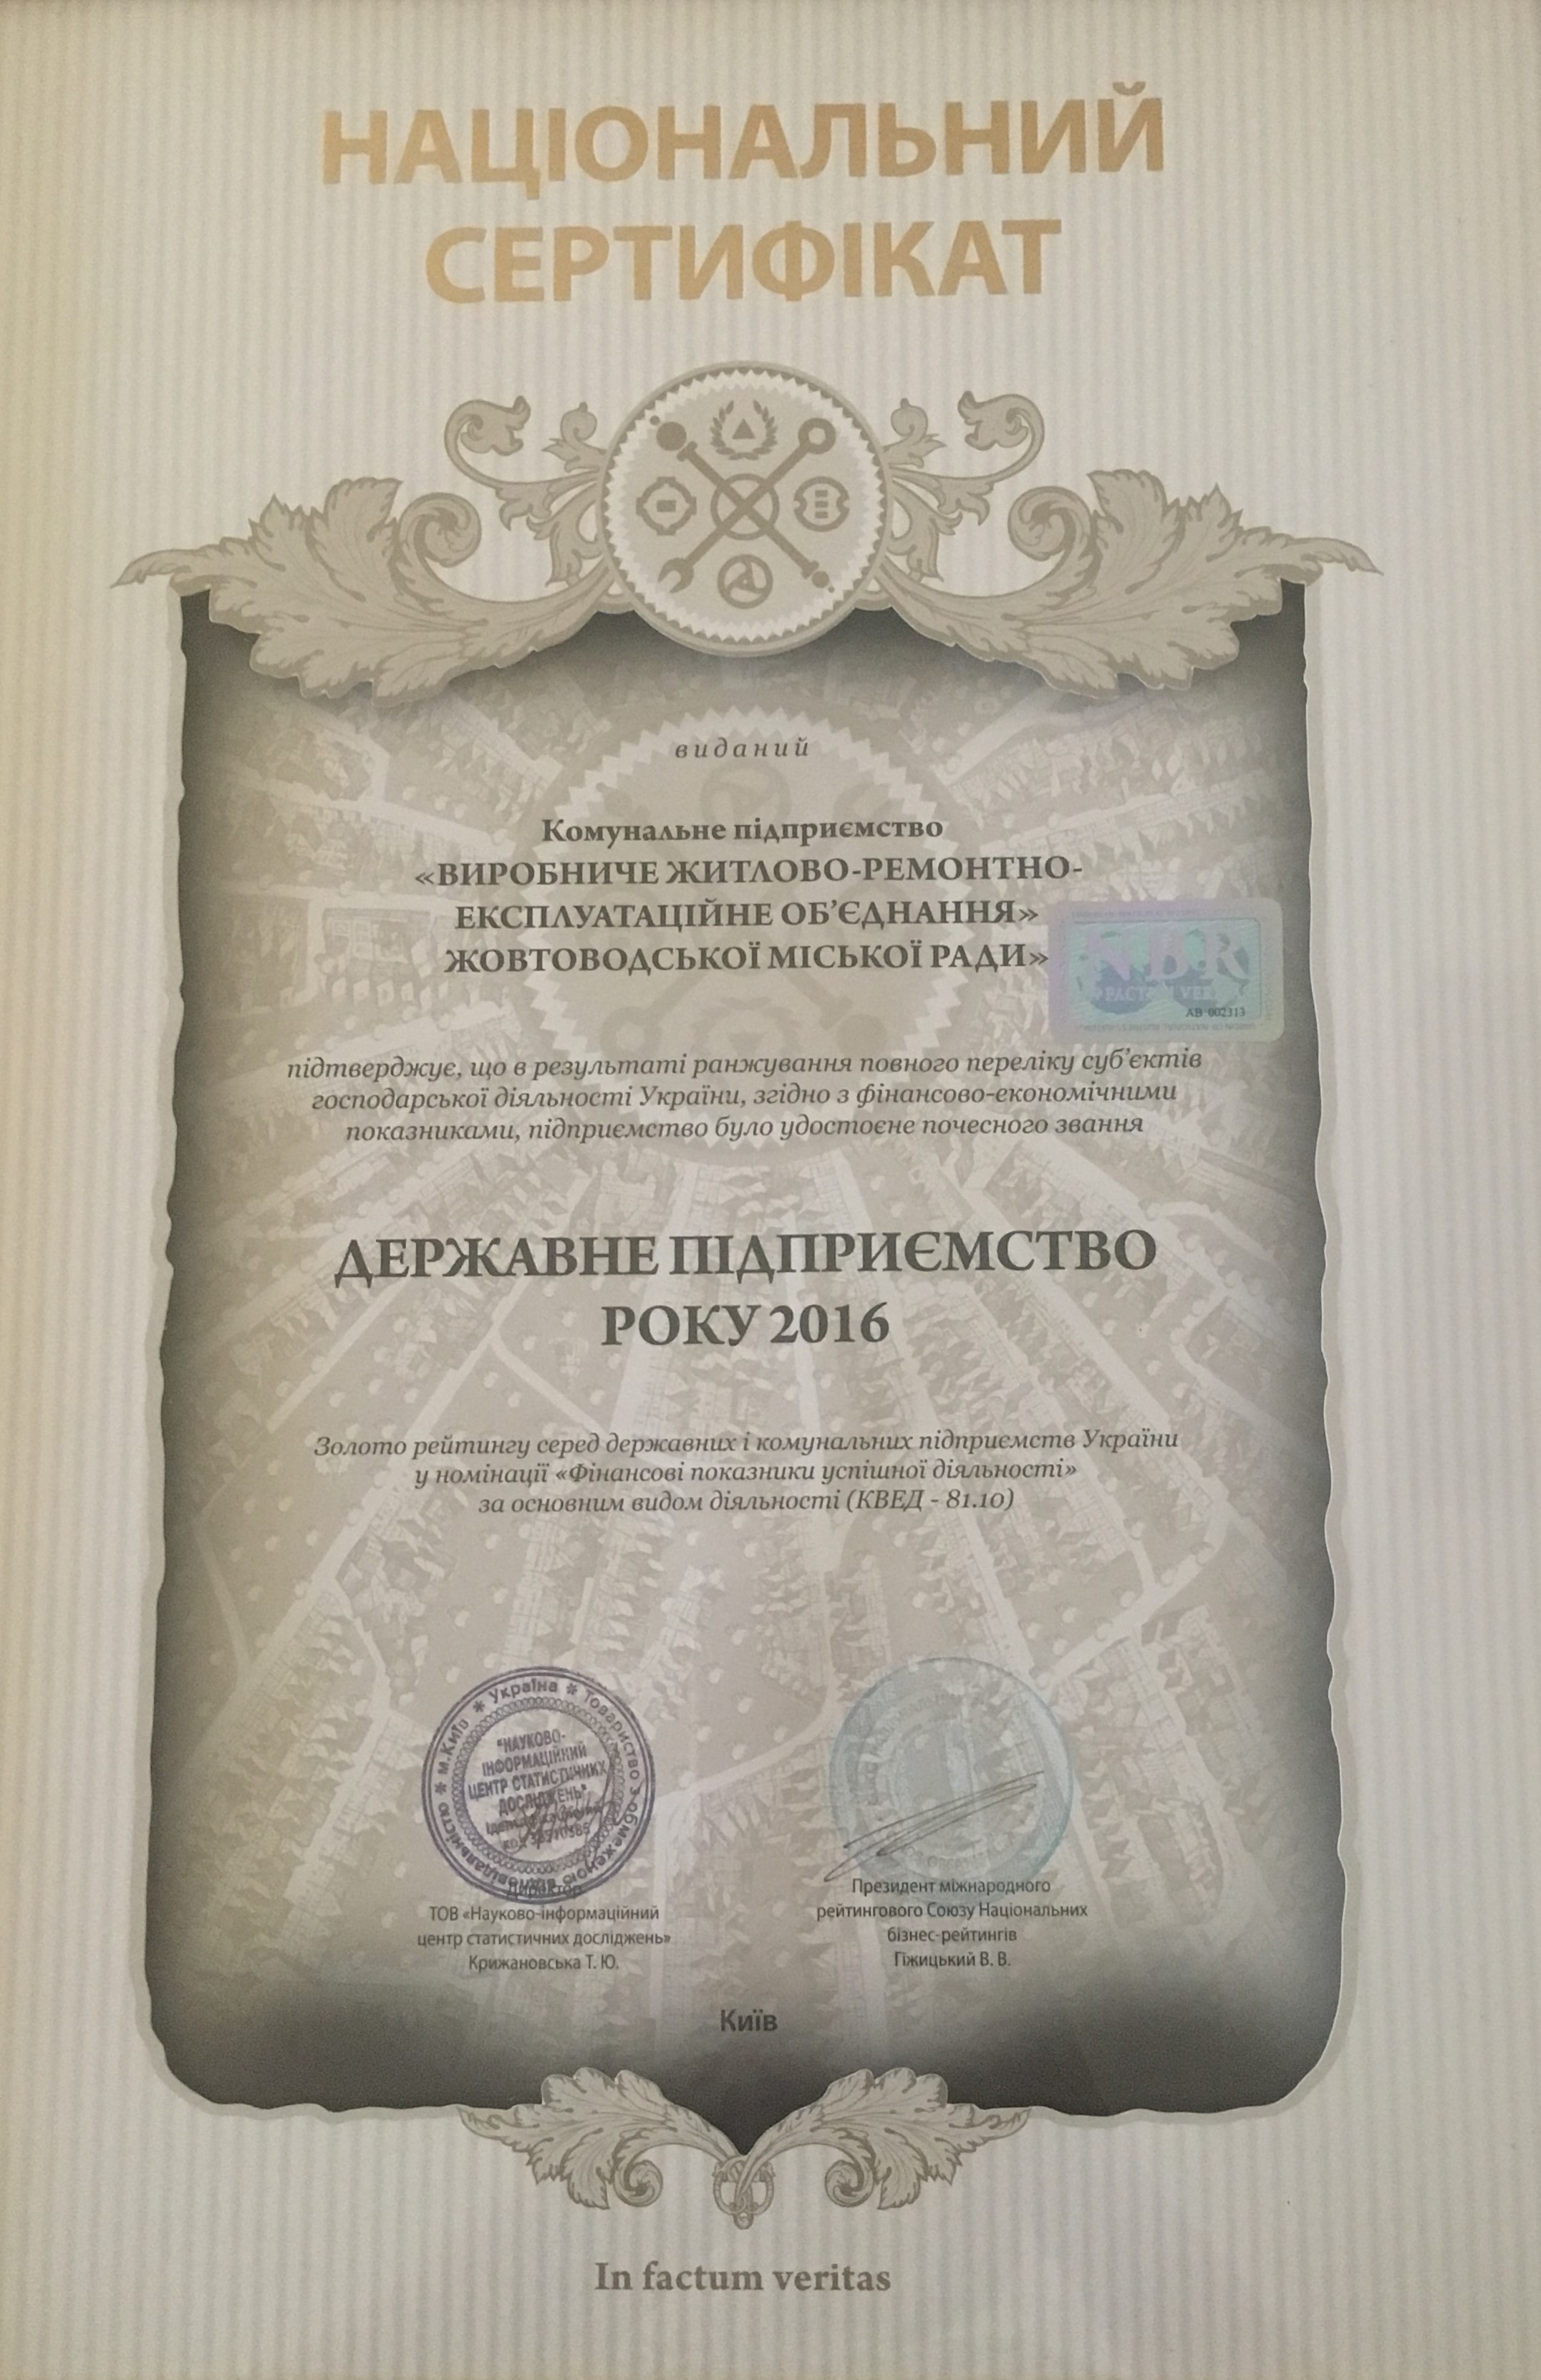 НАЦІОНАЛЬНИЙ
СЕРТИФІКАТ
виданий
Комунальне підприємство
«ВИРОБНИЧЕ ЖИТЛОВО-РЕМОНТНО-
ЕКСПЛУАТАЦІЙНЕ ОБ’ЄДНАННЯ»
ЖОВТОВОДСЬКОЇ МІСЬКОЇ РАДИ»
NBR
AB 002313
підтверджує, що в результаті ранжування повного переліку суб’єктів
господарської діяльності України, згідно з фінансово-економічними
показниками, підприємство було удостоєне почесного звання
ДЕРЖАВНЕ ПІДПРИЄМСТВО
РОКУ 2016
Золото рейтингу серед державних і комунальних підприємств України
у номінації «Фінансові показники успішної діяльності»
за основним видом діяльності (КВЕД - 81.10)
м.Київ * Україна * Товариство з обмеженою відповідальністю *
"НАУКОВО-
ІНФОРМАЦІЙНИЙ
ЦЕНТР СТАТИСТИЧНИХ
ДОСЛІДЖЕНЬ"
Директор
ТОВ «Науково-інформаційний
центр статистичних досліджень»
Крижановська Т. Ю.
Президент міжнародного
рейтингового Союзу Національних
бізнес-рейтингів
Гіжицький В. В.
Київ
In factum veritas